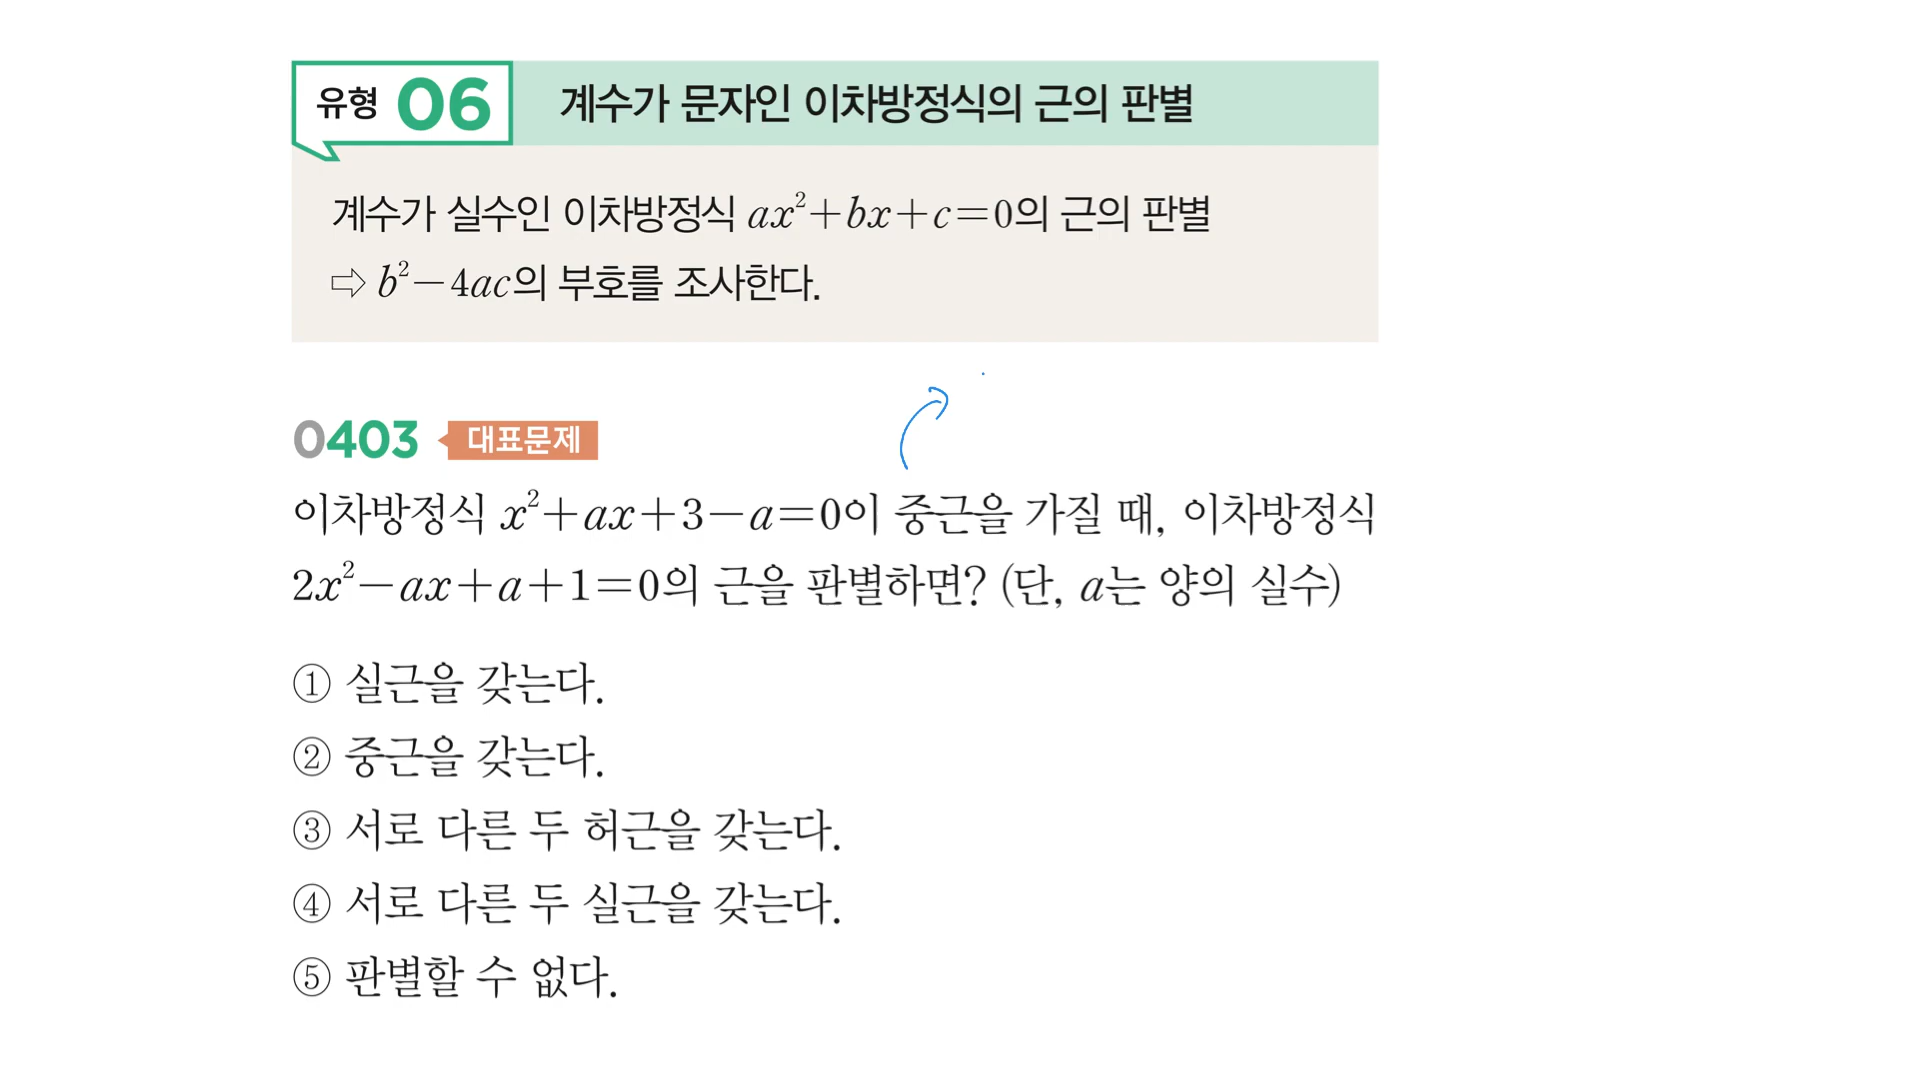 유형 06 계수가 문자인 이차방정식의 근의 판별
계수가 실수인 이차방정식 ax²+bx+c=0의 근의 판별
⇨ b²-4ac의 부호를 조사한다.
0403 대표문제
이차방정식 x²+ax+3-a=0이 중근을 가질 때, 이차방정식
2x²-ax+a+1=0의 근을 판별하면? (단, a는 양의 실수)
① 실근을 갖는다.
② 중근을 갖는다.
③ 서로 다른 두 허근을 갖는다.
④ 서로 다른 두 실근을 갖는다.
⑤ 판별할 수 없다.